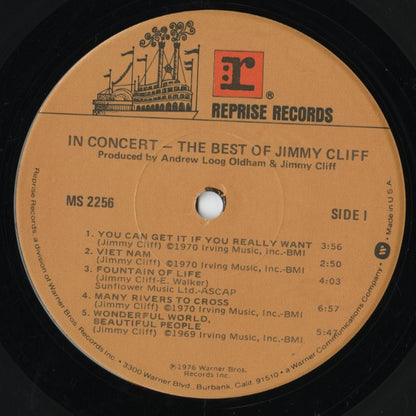 r
®
REPRISE RECORDS
IN CONCERT – THE BEST OF JIMMY CLIFF
Produced by Andrew Loog Oldham & Jimmy Cliff
MS 2256
SIDE I
1. YOU CAN GET IT IF YOU REALLY WANT 3:56
(Jimmy Cliff) ©1970 Irving Music, Inc.-BMI
2. VIET NAM 2:50
(Jimmy Cliff) ©1970 Irving Music, Inc.-BMI
3. FOUNTAIN OF LIFE 4:03
(Jimmy Cliff-E. Walker)
Sunflower Music Ltd.-ASCAP
4. MANY RIVERS TO CROSS 6:57
(Jimmy Cliff) ©1970 Irving Music, Inc.-BMI
5. WONDERFUL WORLD,
BEAUTIFUL PEOPLE 5:47
(Jimmy Cliff) ©1969 Irving Music, Inc.-BMI
℗1976 Warner Bros.
Records Inc.
Reprise Records, a division of Warner Bros. Records Inc. • 3300 Warner Blvd., Burbank, Calif. 91510 • a Warner Communications Company W • Made in U.S.A.